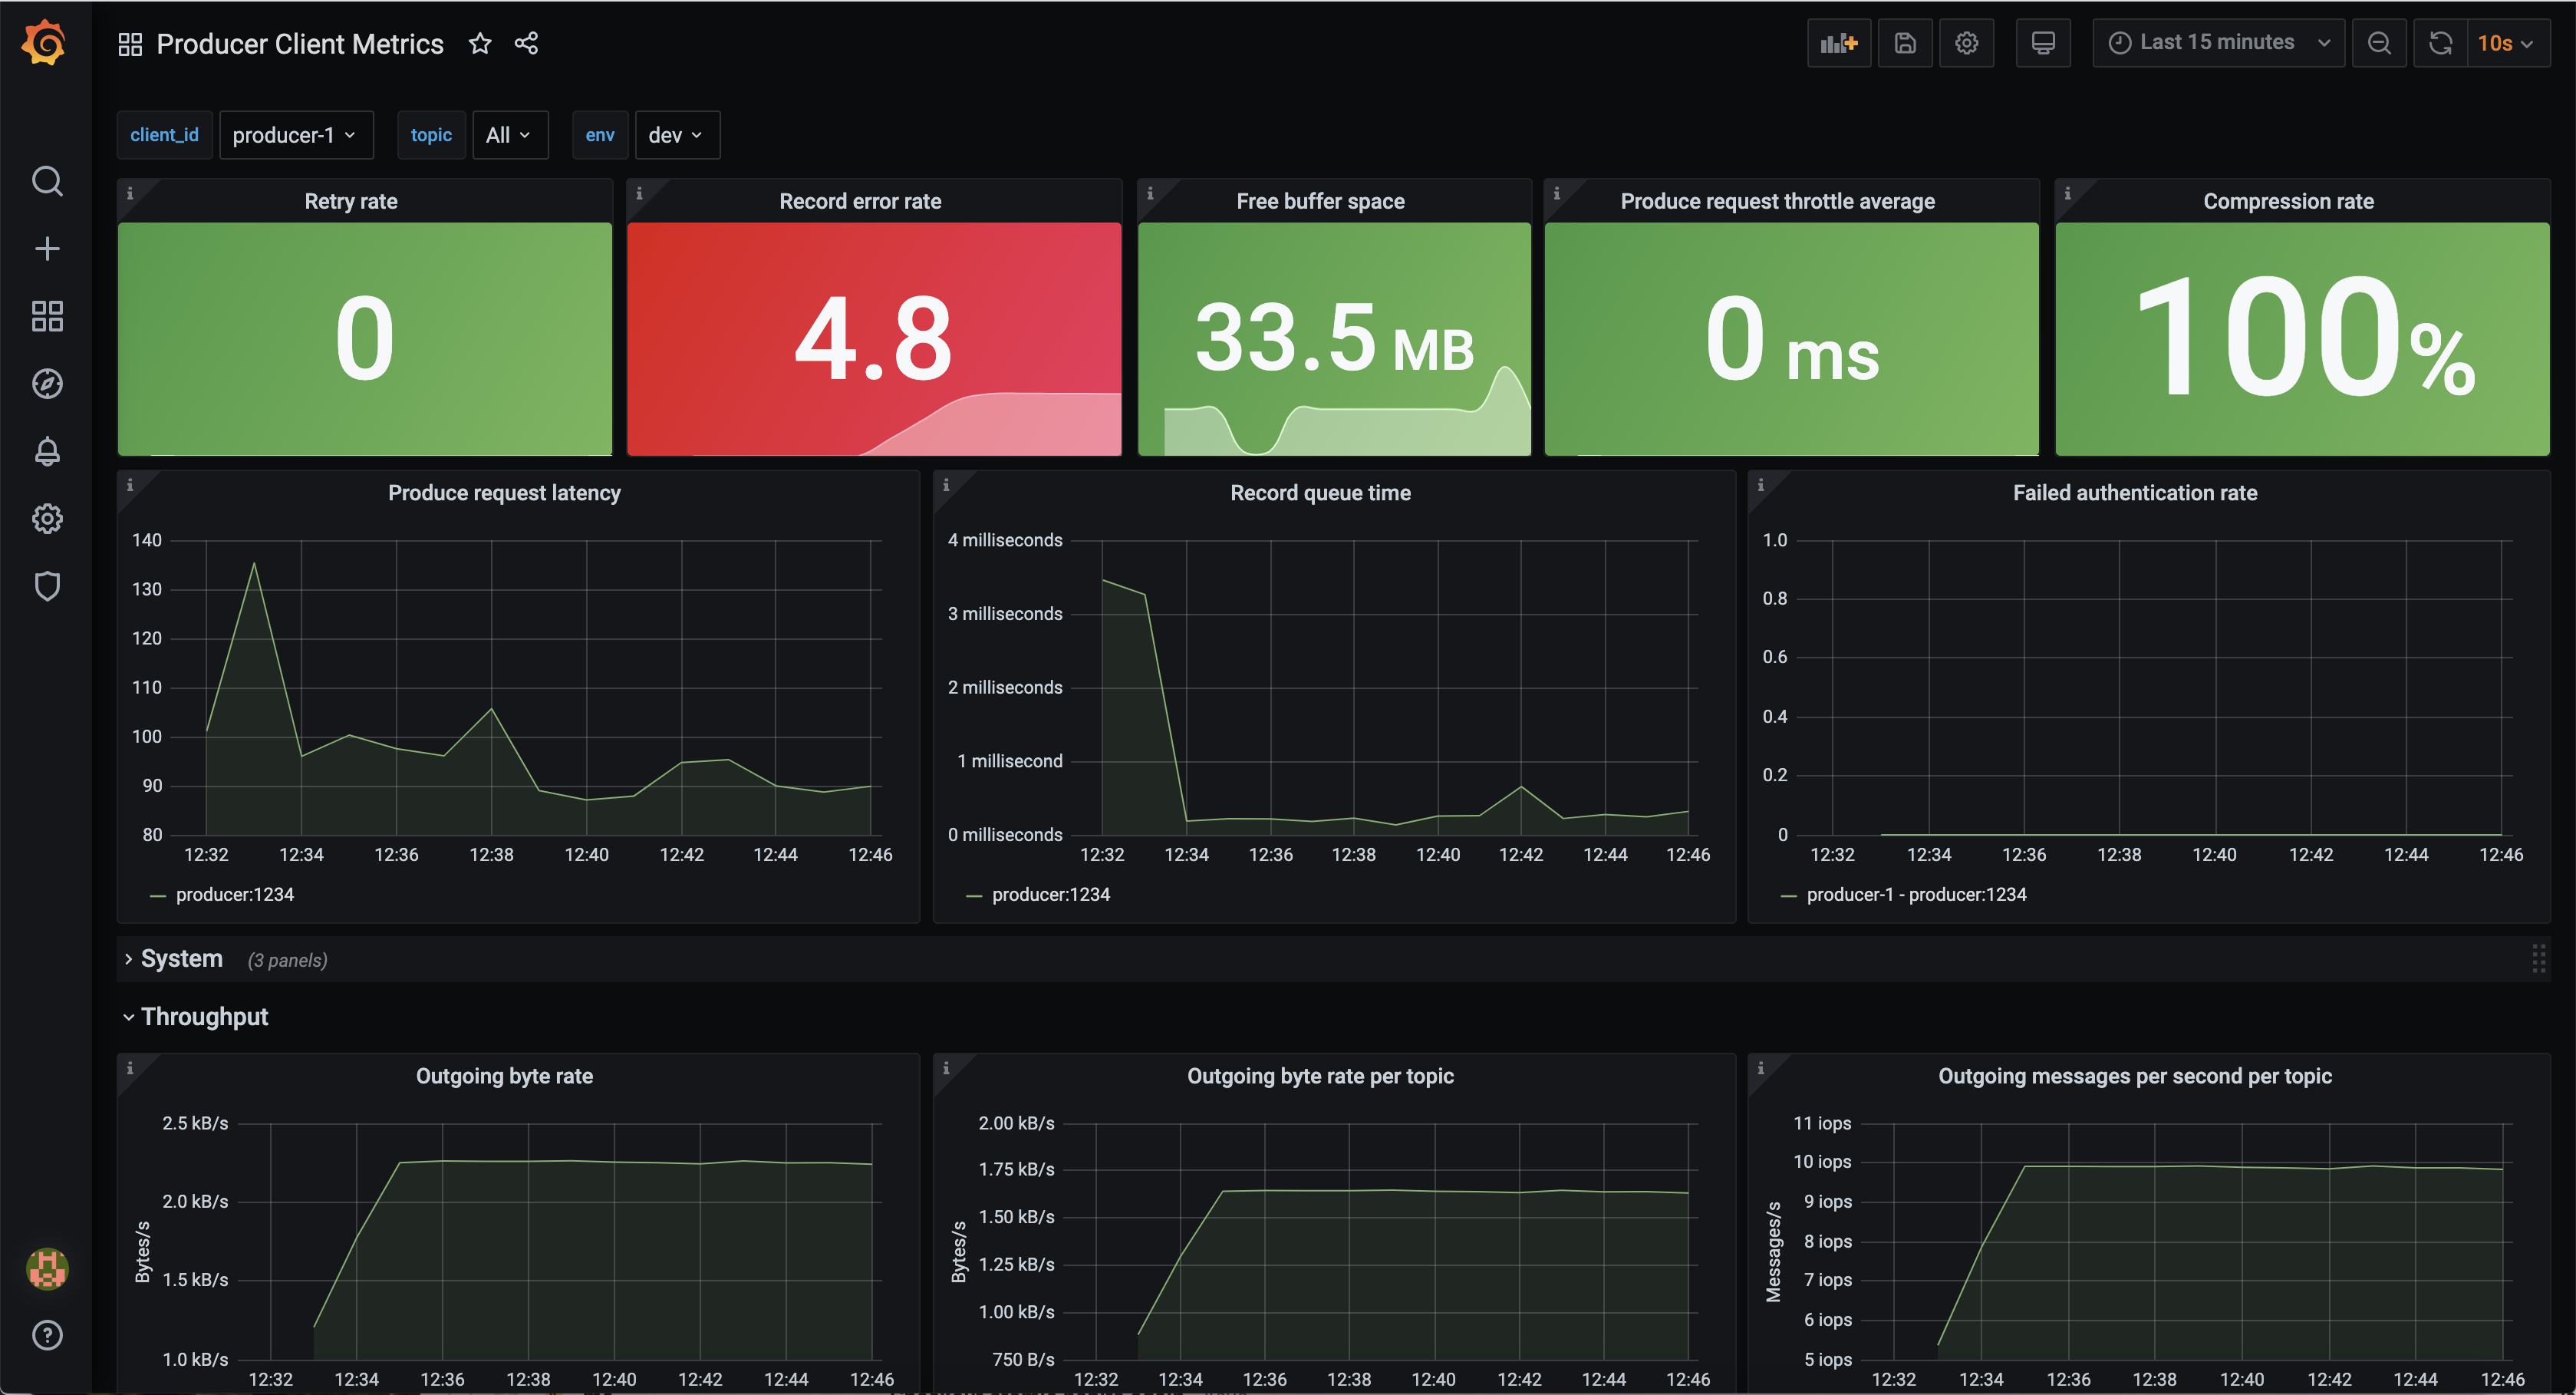 Producer Client Metrics
Last 15 minutes
10s
client_id producer-1 topic All env dev
Retry rate
0
Record error rate
4.8
Free buffer space
33.5 MB
Produce request throttle average
0 ms
Compression rate
100%
Produce request latency
140
130
120
110
100
90
80
12:32 12:34 12:36 12:38 12:40 12:42 12:44 12:46
producer:1234
Record queue time
4 milliseconds
3 milliseconds
2 milliseconds
1 millisecond
0 milliseconds
12:32 12:34 12:36 12:38 12:40 12:42 12:44 12:46
producer:1234
Failed authentication rate
1.0
0.8
0.6
0.4
0.2
0
12:32 12:34 12:36 12:38 12:40 12:42 12:44 12:46
producer-1 - producer:1234
System (3 panels)
Throughput
Outgoing byte rate
Bytes/s
2.5 kB/s
2.0 kB/s
1.5 kB/s
1.0 kB/s
12:32 12:34 12:36 12:38 12:40 12:42 12:44 12:46
Outgoing byte rate per topic
Bytes/s
2.00 kB/s
1.75 kB/s
1.50 kB/s
1.25 kB/s
1.00 kB/s
750 B/s
12:32 12:34 12:36 12:38 12:40 12:42 12:44 12:46
Outgoing messages per second per topic
Messages/s
11 iops
10 iops
9 iops
8 iops
7 iops
6 iops
5 iops
12:32 12:34 12:36 12:38 12:40 12:42 12:44 12:46